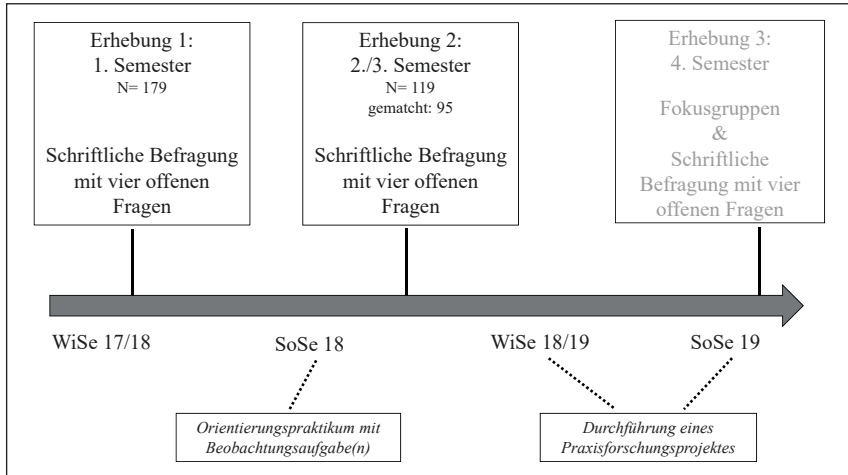 Erhebung 1:
1. Semester
N= 179
Schriftliche Befragung
mit vier offenen
Fragen
Erhebung 2:
2./3. Semester
N= 119
gematcht: 95
Schriftliche Befragung
mit vier offenen
Fragen
Erhebung 3:
4. Semester
Fokusgruppen
&
Schriftliche
Befragung mit vier
offenen Fragen
WiSe 17/18
SoSe 18
WiSe 18/19
SoSe 19
Orientierungspraktikum mit
Beobachtungsaufgabe(n)
Durchführung eines
Praxisforschungsprojektes